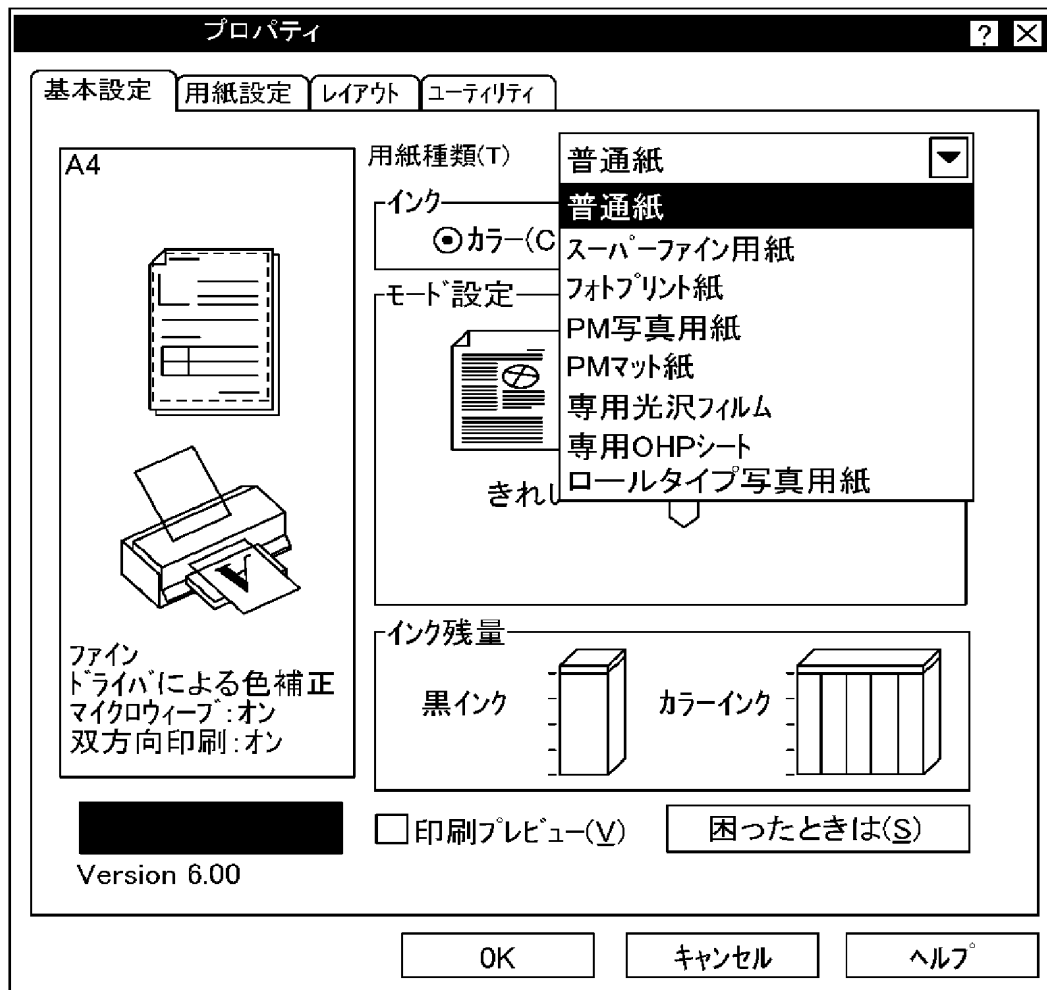 プロパティ
? X
基本設定 用紙設定 レイアウト ユーティリティ
A4
用紙種類(T) 普通紙
普通紙
スーパーファイン用紙
フォトプリント紙
PM写真用紙
PMマット紙
専用光沢フィルム
専用OHPシート
ロールタイプ写真用紙
インク
カラー(C
モード設定
きれい
ファイン
ドライバによる色補正
マイクロウィーブ:オン
双方向印刷:オン
インク残量
黒インク カラーインク
印刷プレビュー(V) 困ったときは(S)
Version 6.00
OK キャンセル ヘルプ